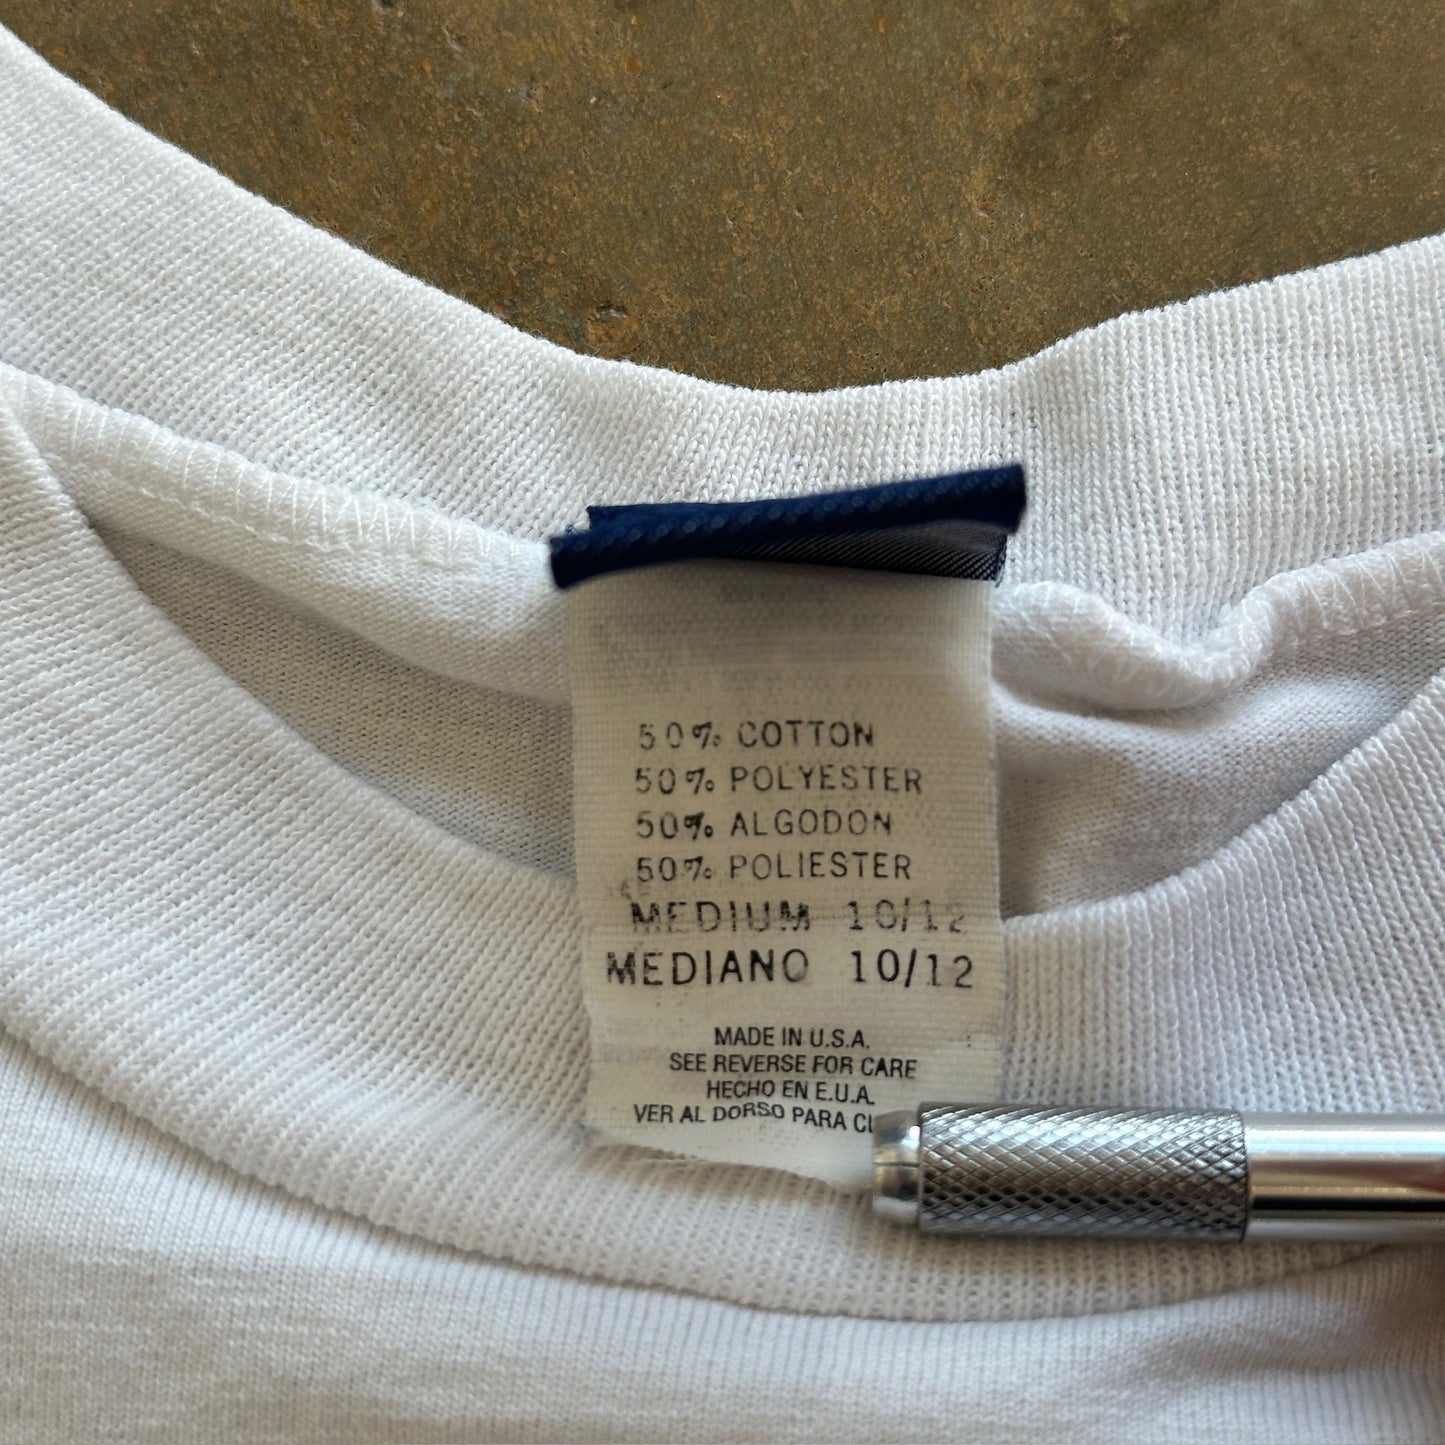 50% COTTON
50% POLYESTER
50% ALGODON
50% POLIESTER
MEDIUM 10/12
MEDIANO 10/12
MADE IN U.S.A.
SEE REVERSE FOR CARE
HECHO EN E.U.A.
VER AL DORSO PARA